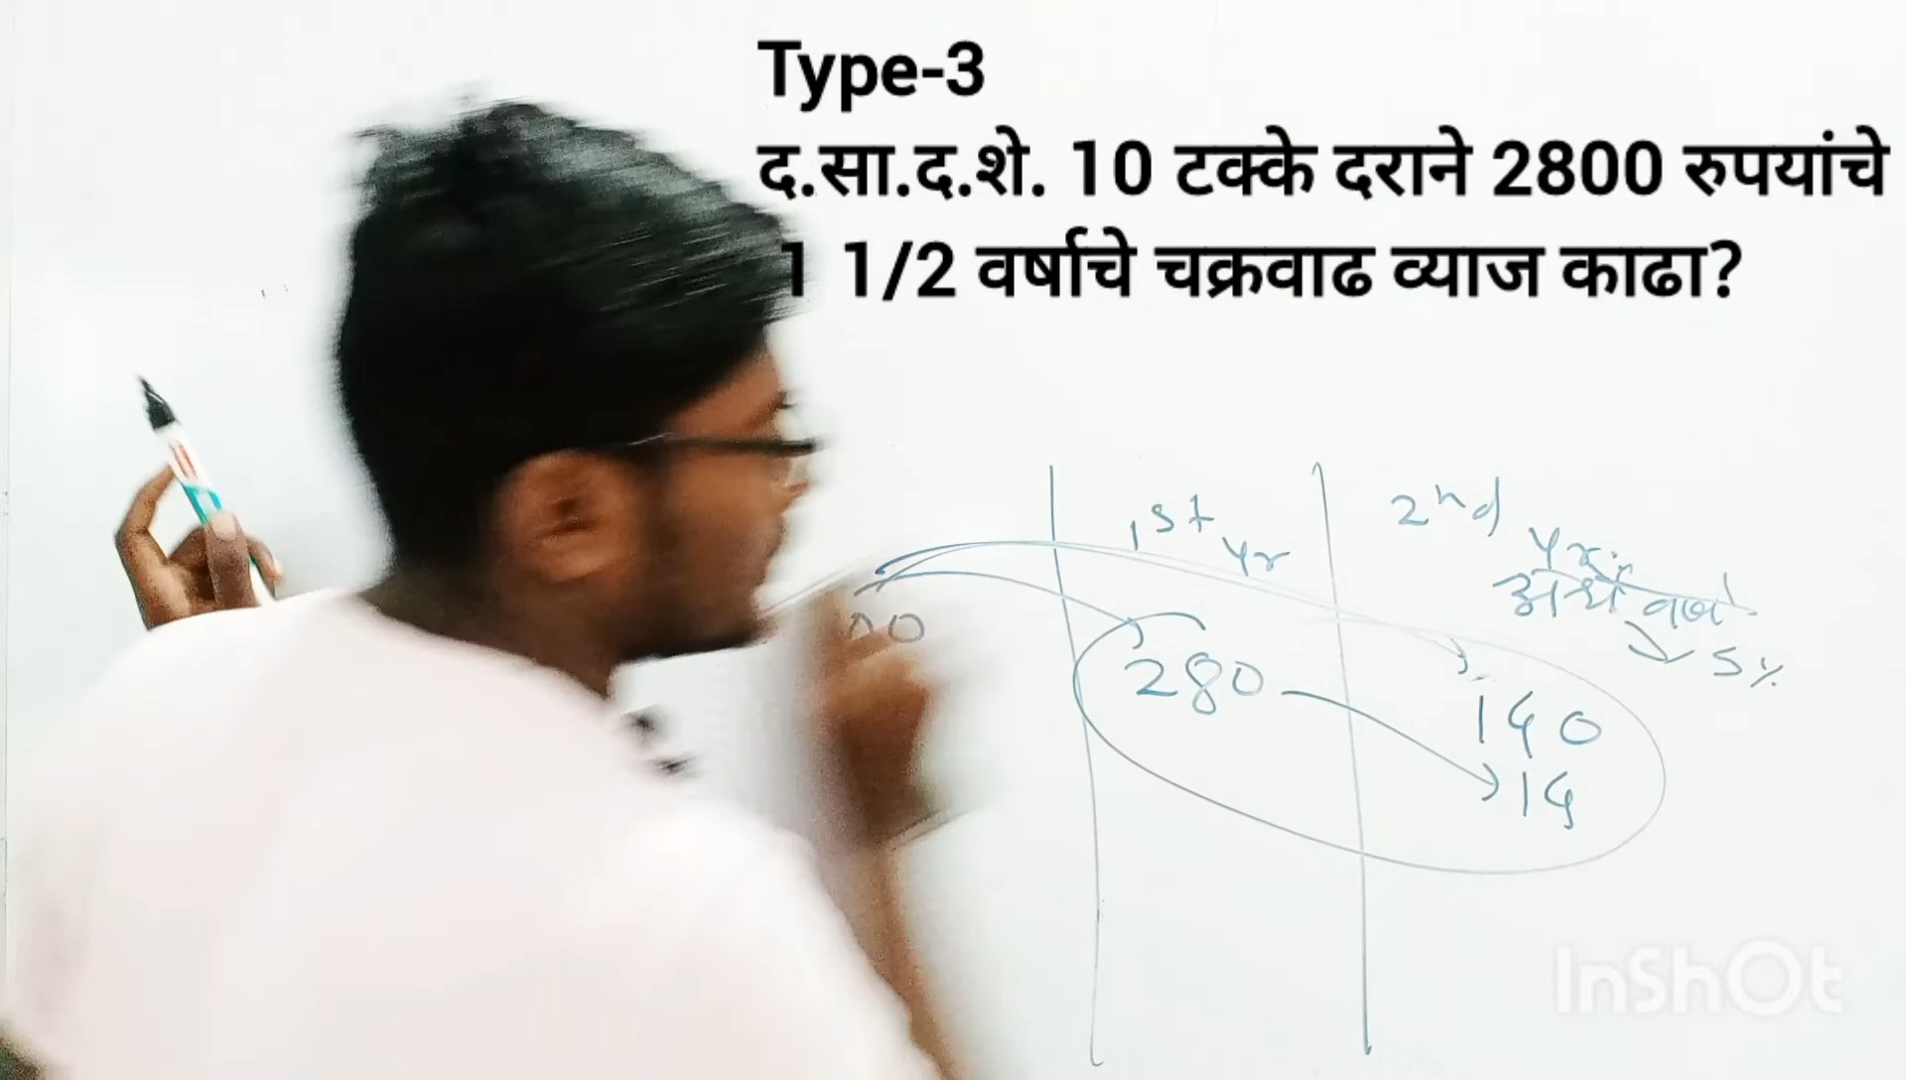 Type-3
द.सा.द.शे. 10 टक्के दराने 2800 रुपयांचे
1 1/2 वर्षाचे चक्रवाढ व्याज काढा?
1st yr
2nd yr.
अर्ध वर्ष
5%
00
280
140
14
InShOt